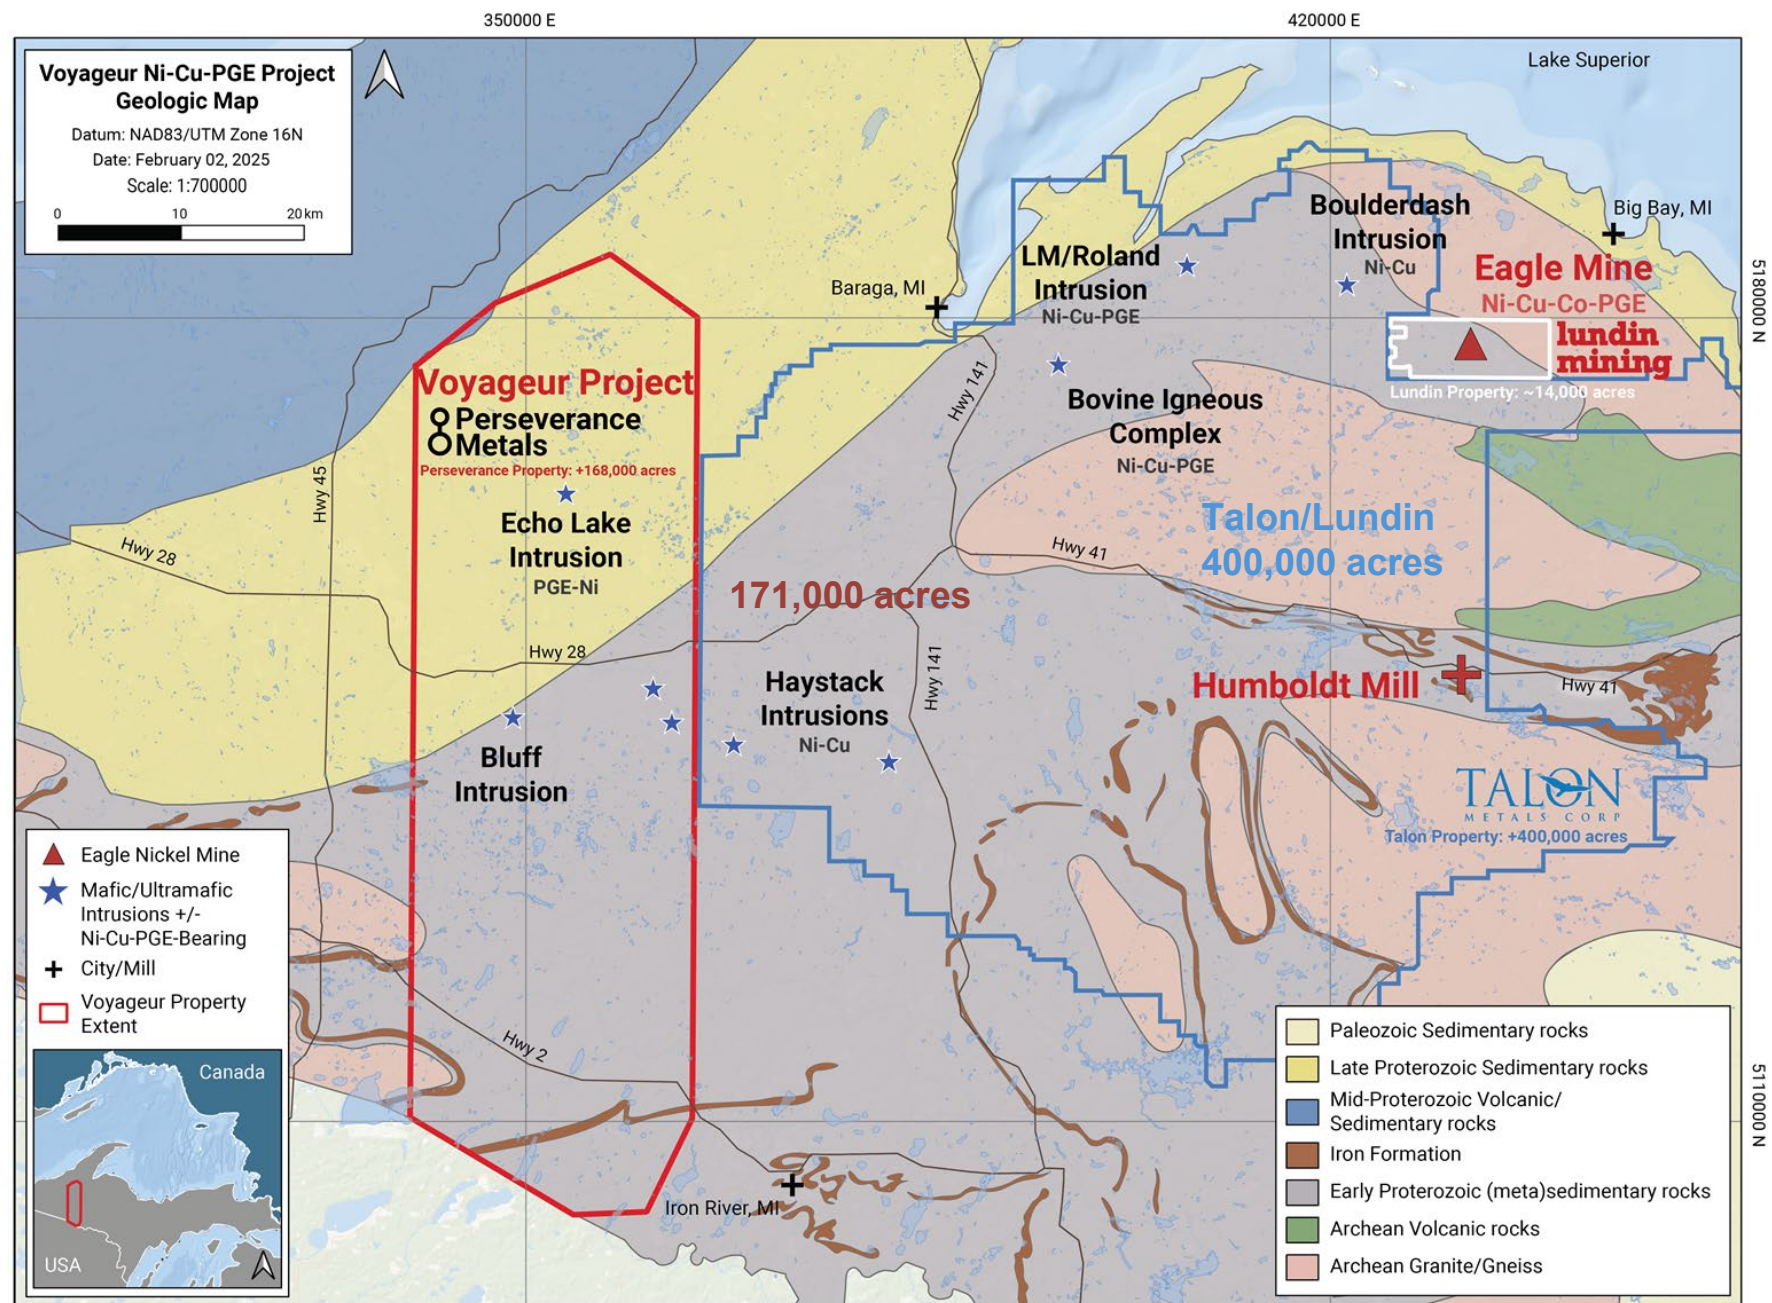 350000 E
420000 E
Voyageur Ni-Cu-PGE Project
Geologic Map
Datum: NAD83/UTM Zone 16N
Date: February 02, 2025
Scale: 1:700000
0 10 20 km
Lake Superior
Big Bay, MI
Boulderdash
Intrusion
Ni-Cu
Eagle Mine
Ni-Cu-Co-PGE
lundin
mining
Lundin Property: ~14,000 acres
5180000 N
LM/Roland
Intrusion
Ni-Cu-PGE
Baraga, MI
Hwy 141
Bovine Igneous
Complex
Ni-Cu-PGE
Voyageur Project
Perseverance
Metals
Perseverance Property: +168,000 acres
Echo Lake
Intrusion
PGE-Ni
Hwy 45
Hwy 28
Hwy 28
171,000 acres
Talon/Lundin
400,000 acres
Hwy 41
Hwy 141
Haystack
Intrusions
Ni-Cu
Humboldt Mill
Hwy 41
Bluff
Intrusion
TALON
METALS CORP
Talon Property: +400,000 acres
Hwy 2
Iron River, MI
5110000 N
Eagle Nickel Mine
Mafic/Ultramafic
Intrusions +/-
Ni-Cu-PGE-Bearing
City/Mill
Voyageur Property
Extent
Canada
USA
Paleozoic Sedimentary rocks
Late Proterozoic Sedimentary rocks
Mid-Proterozoic Volcanic/
Sedimentary rocks
Iron Formation
Early Proterozoic (meta)sedimentary rocks
Archean Volcanic rocks
Archean Granite/Gneiss